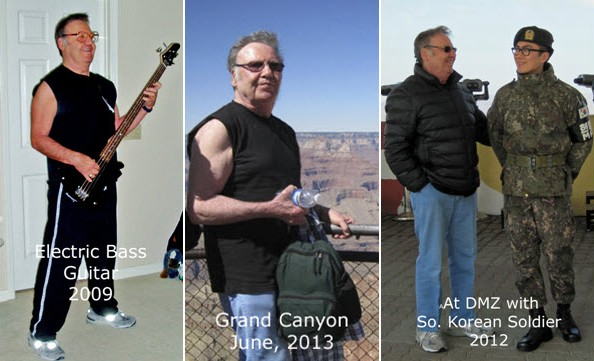 Electric Bass
Guitar
2009
Grand Canyon
June, 2013
At DMZ with
So. Korean Soldier
2012